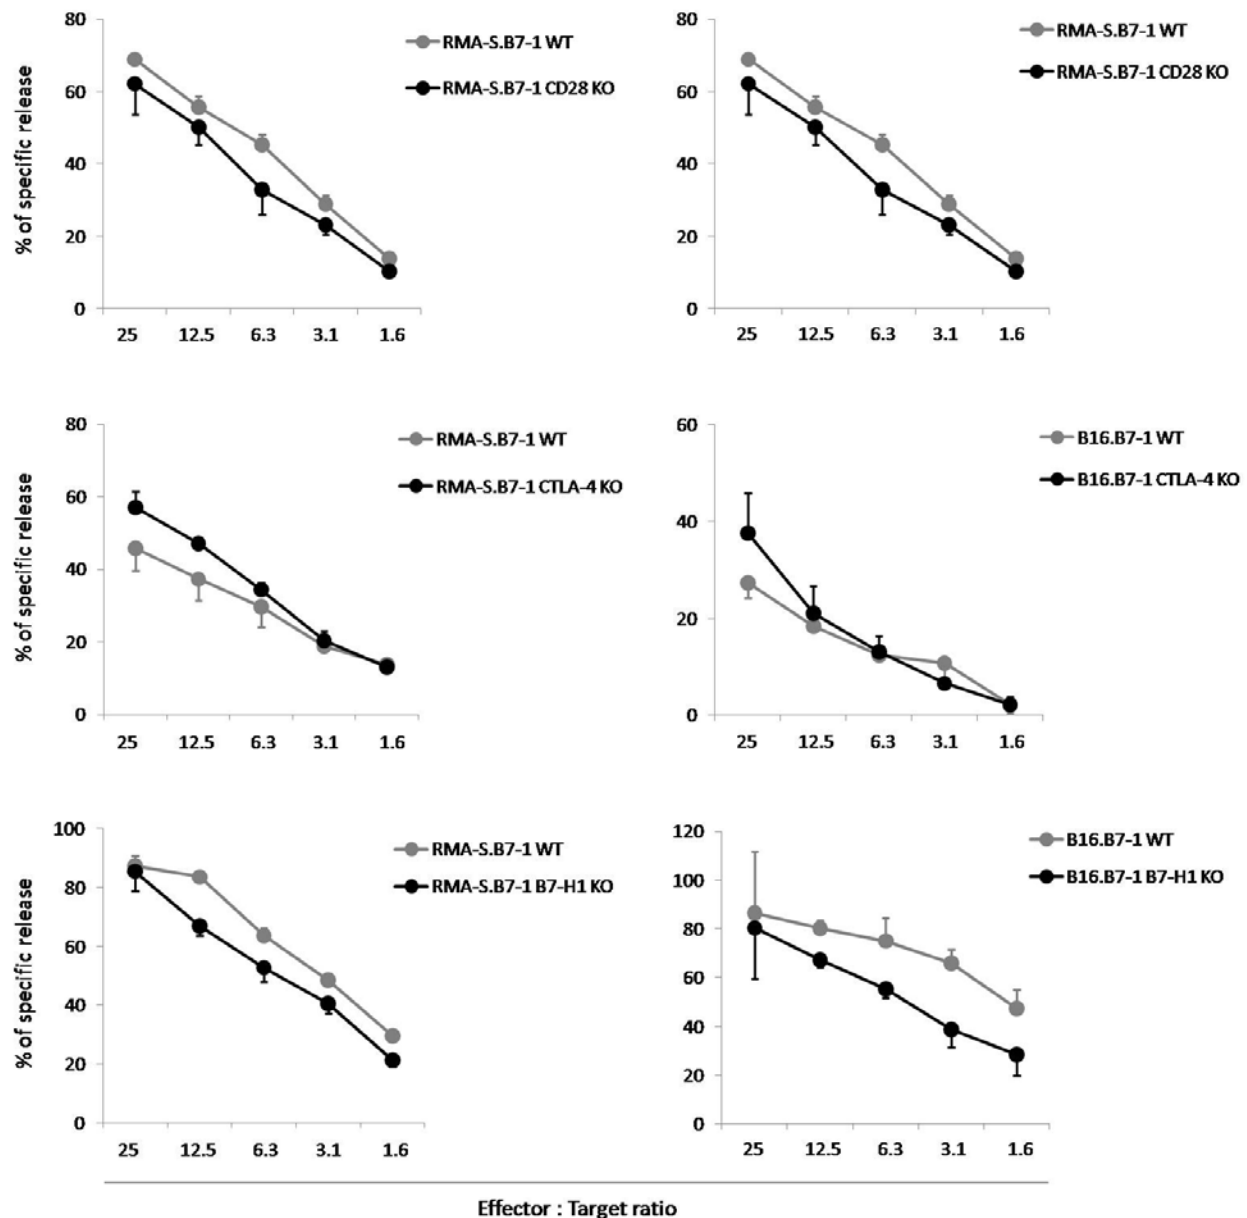 80
60
40
20
0
% of specific release
25 12.5 6.3 3.1 1.6
RMA-S.B7-1 WT
RMA-S.B7-1 CD28 KO
80
60
40
20
0
25 12.5 6.3 3.1 1.6
RMA-S.B7-1 WT
RMA-S.B7-1 CD28 KO
80
60
40
20
0
% of specific release
25 12.5 6.3 3.1 1.6
RMA-S.B7-1 WT
RMA-S.B7-1 CTLA-4 KO
60
40
20
0
25 12.5 6.3 3.1 1.6
B16.B7-1 WT
B16.B7-1 CTLA-4 KO
100
80
60
40
20
0
% of specific release
25 12.5 6.3 3.1 1.6
RMA-S.B7-1 WT
RMA-S.B7-1 B7-H1 KO
120
100
80
60
40
20
0
25 12.5 6.3 3.1 1.6
B16.B7-1 WT
B16.B7-1 B7-H1 KO
Effector : Target ratio